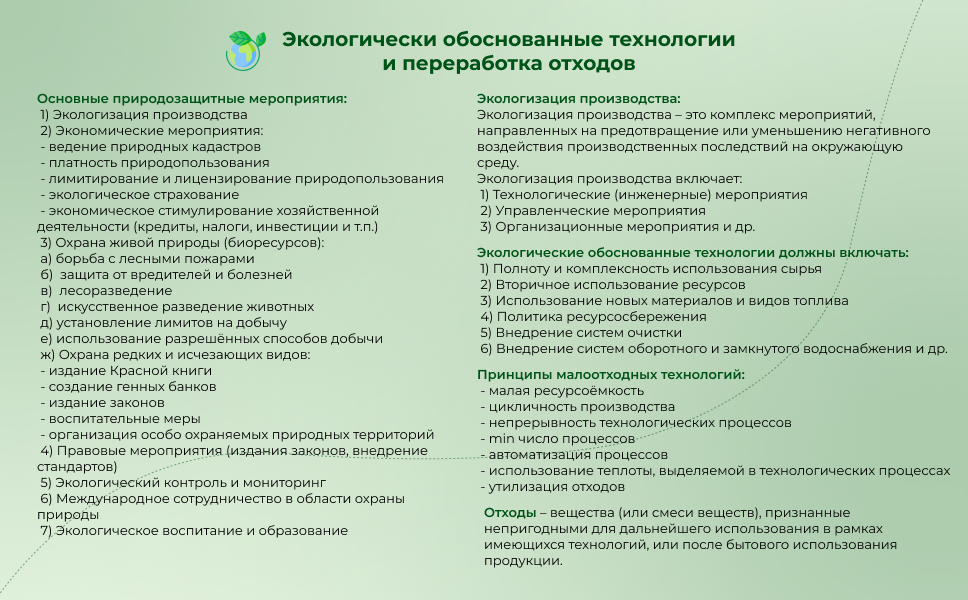 Экологически обоснованные технологии
и переработка отходов
Основные природозащитные мероприятия:
1) Экологизация производства
2) Экономические мероприятия:
- ведение природных кадастров
- платность природопользования
- лимитирование и лицензирование природопользования
- экологическое страхование
- экономическое стимулирование хозяйственной
деятельности (кредиты, налоги, инвестиции и т.п.)
3) Охрана живой природы (биоресурсов):
а) борьба с лесными пожарами
б) защита от вредителей и болезней
в) лесоразведение
г) искусственное разведение животных
д) установление лимитов на добычу
е) использование разрешённых способов добычи
ж) Охрана редких и исчезающих видов:
- издание Красной книги
- создание генных банков
- издание законов
- воспитательные меры
- организация особо охраняемых природных территорий
4) Правовые мероприятия (издания законов, внедрение
стандартов)
5) Экологический контроль и мониторинг
6) Международное сотрудничество в области охраны
природы
7) Экологическое воспитание и образование
Экологизация производства:
Экологизация производства – это комплекс мероприятий,
направленных на предотвращение или уменьшению негативного
воздействия производственных последствий на окружающую
среду.
Экологизация производства включает:
1) Технологические (инженерные) мероприятия
2) Управленческие мероприятия
3) Организационные мероприятия и др.
Экологические обоснованные технологии должны включать:
1) Полноту и комплексность использования сырья
2) Вторичное использование ресурсов
3) Использование новых материалов и видов топлива
4) Политика ресурсосбережения
5) Внедрение систем очистки
6) Внедрение систем оборотного и замкнутого водоснабжения и др.
Принципы малоотходных технологий:
- малая ресурсоёмкость
- цикличность производства
- непрерывность технологических процессов
- min число процессов
- автоматизация процессов
- использование теплоты, выделяемой в технологических процессах
- утилизация отходов
Отходы – вещества (или смеси веществ), признанные
непригодными для дальнейшего использования в рамках
имеющихся технологий, или после бытового использования
продукции.